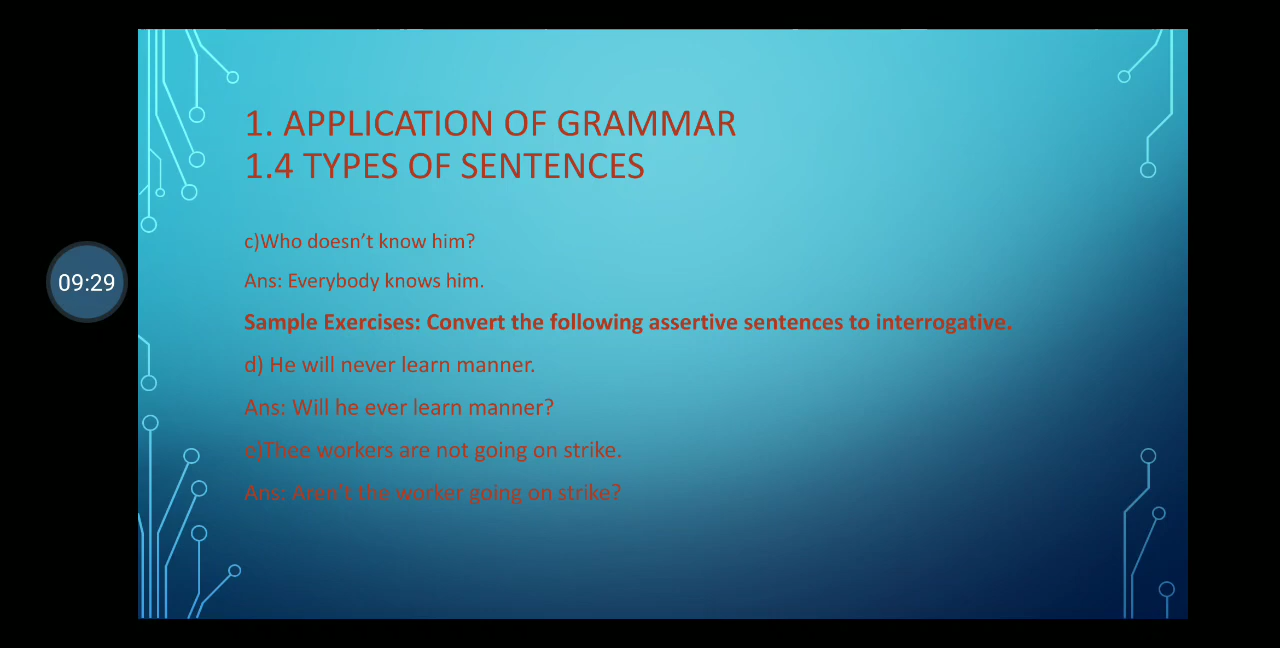 1. APPLICATION OF GRAMMAR
1.4 TYPES OF SENTENCES
c)Who doesn’t know him?
09:29
Ans: Everybody knows him.
Sample Exercises: Convert the following assertive sentences to interrogative.
d) He will never learn manner.
Ans: Will he ever learn manner?
e)Thee workers are not going on strike.
Ans: Aren’t the worker going on strike?